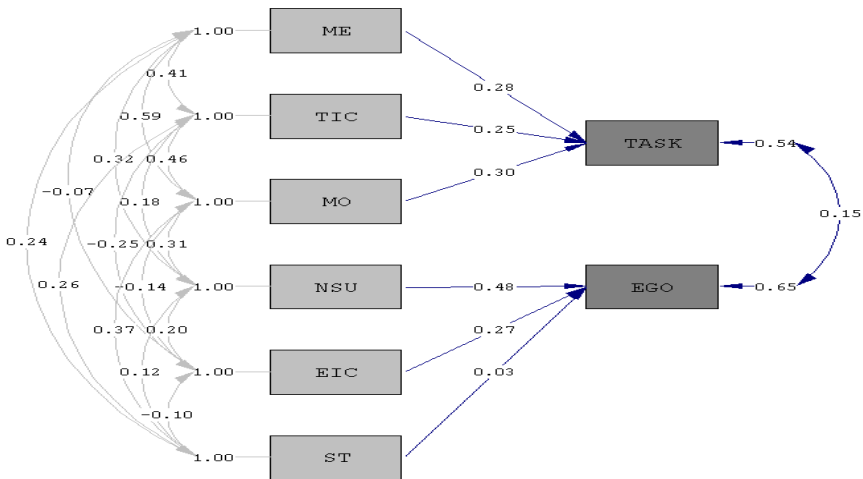 1.00 ME
0.41
0.28
0.59 1.00 TIC
0.25 TASK 0.54
0.32 0.46
0.30
-0.07
0.18 1.00 MO
0.15
0.24 -0.25 0.31
0.26 -0.14 1.00 NSU 0.48 EGO 0.65
0.37 0.20
0.27
0.12 1.00 EIC 0.03
-0.10
1.00 ST